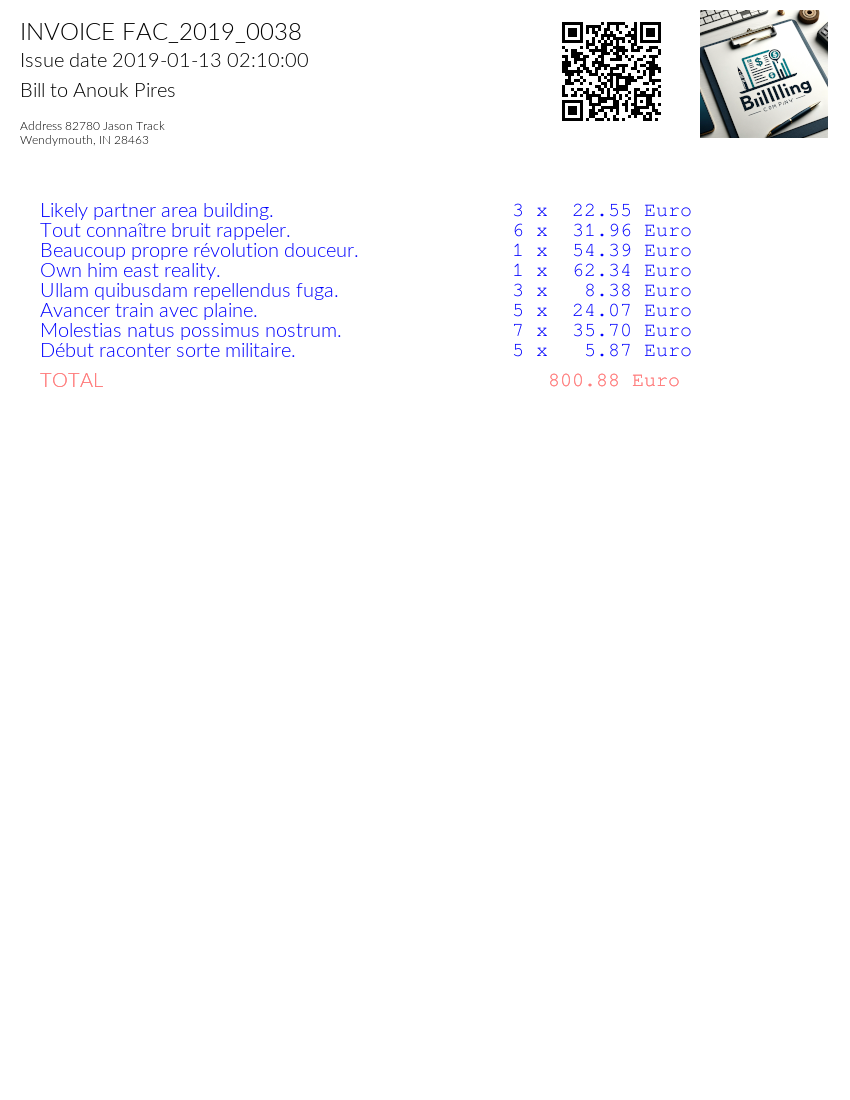 INVOICE FAC_2019_0038
Issue date 2019-01-13 02:10:00
Bill to Anouk Pires
Address 82780 Jason Track
Wendymouth, IN 28463
Biillling
COMPANY
Likely partner area building. 3 x 22.55 Euro
Tout connaître bruit rappeler. 6 x 31.96 Euro
Beaucoup propre révolution douceur. 1 x 54.39 Euro
Own him east reality. 1 x 62.34 Euro
Ullam quibusdam repellendus fuga. 3 x 8.38 Euro
Avancer train avec plaine. 5 x 24.07 Euro
Molestias natus possimus nostrum. 7 x 35.70 Euro
Début raconter sorte militaire. 5 x 5.87 Euro
TOTAL 800.88 Euro